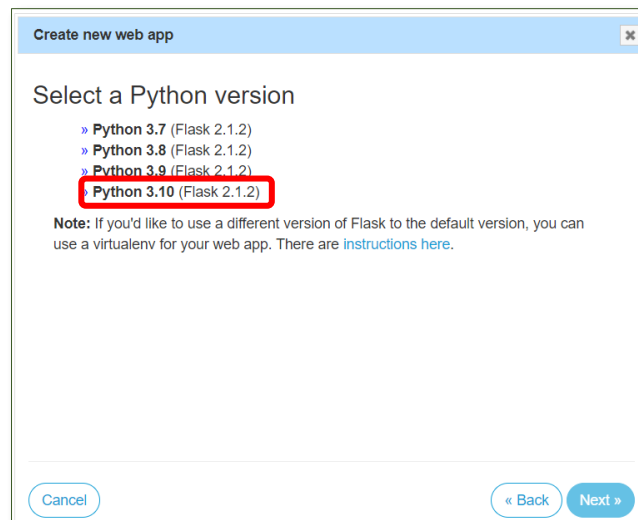 Create new web app
Select a Python version
» Python 3.7 (Flask 2.1.2)
» Python 3.8 (Flask 2.1.2)
» Python 3.9 (Flask 2.1.2)
» Python 3.10 (Flask 2.1.2)
Note: If you'd like to use a different version of Flask to the default version, you can
use a virtualenv for your web app. There are instructions here.
Cancel
« Back
Next »